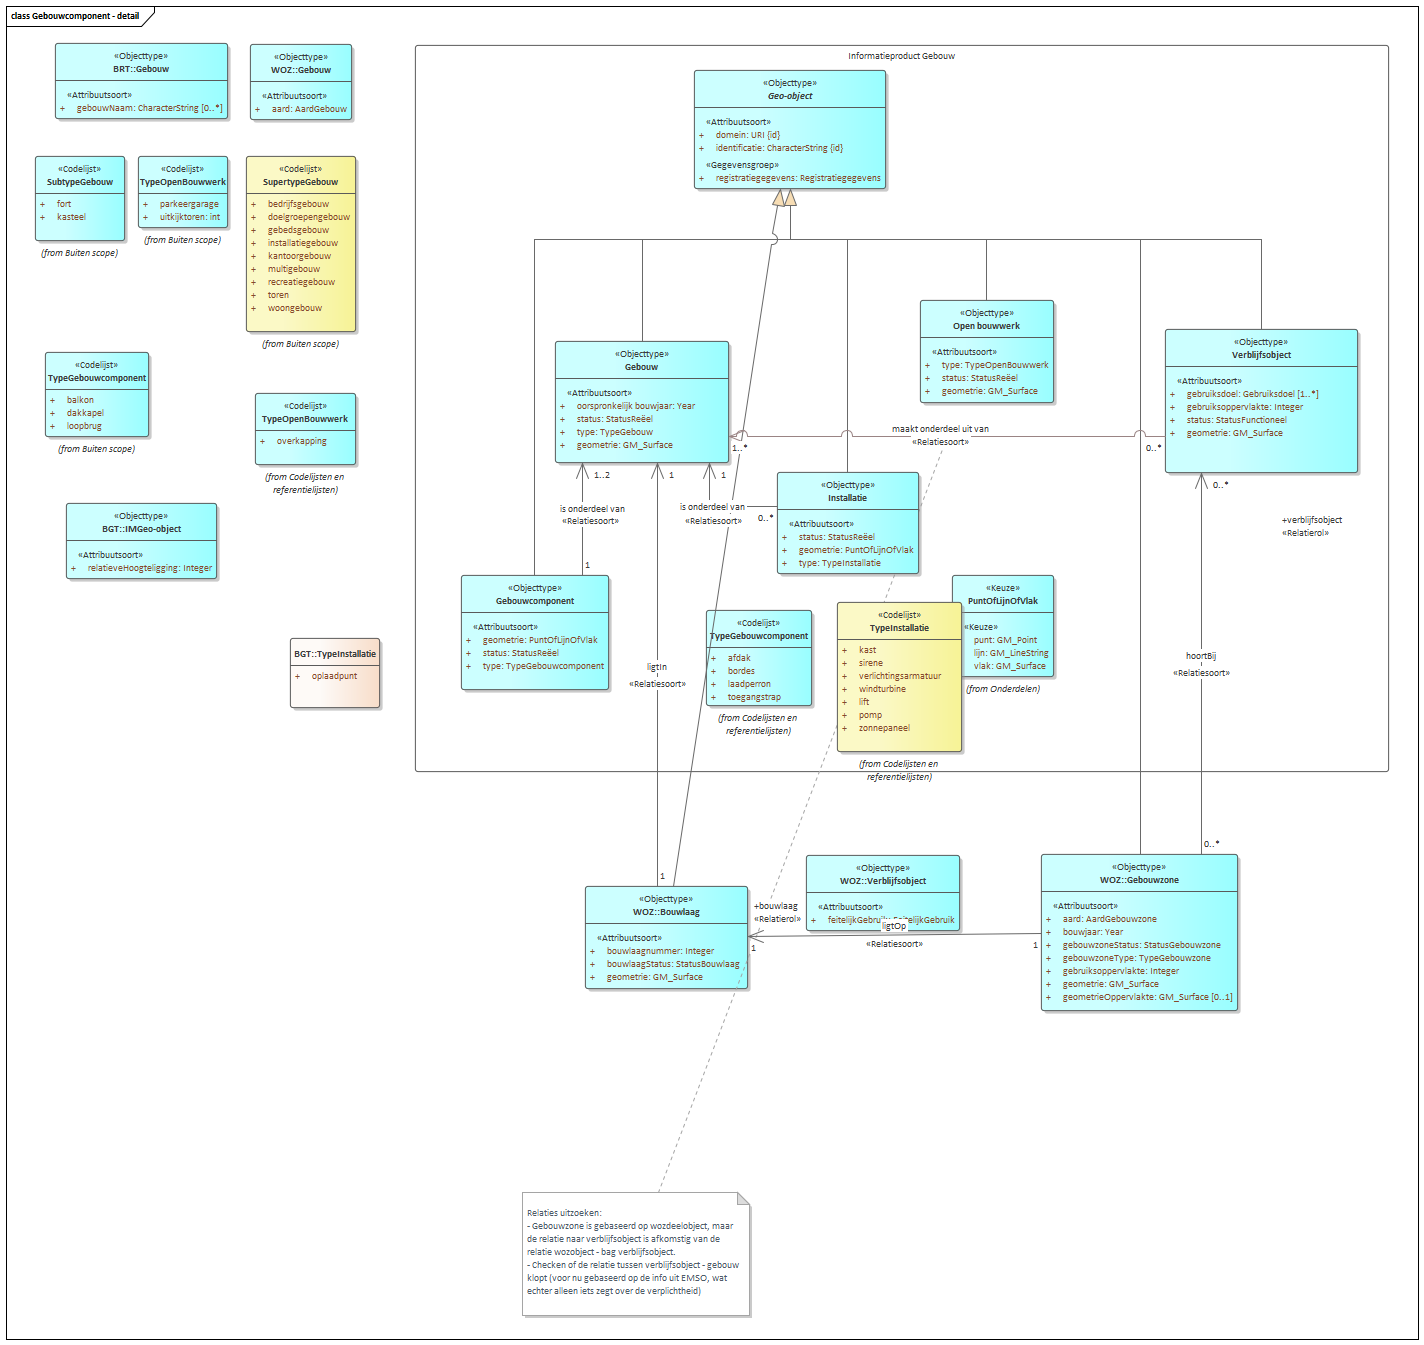 class Gebouwcomponent - detail
«Objecttype»
BRT::Gebouw
«Attribuutsoort»
+ gebouwNaam: CharacterString [0..*]
«Objecttype»
WOZ::Gebouw
«Attribuutsoort»
+ aard: AardGebouw
«Codelijst»
SubtypeGebouw
+ fort
+ kasteel
(from Buiten scope)
«Codelijst»
TypeOpenBouwwerk
+ parkeergarage
+ uitkijktoren: int
(from Buiten scope)
«Codelijst»
SupertypeGebouw
+ bedrijfsgebouw
+ doelgroepengebouw
+ gebedsgebouw
+ installatiegebouw
+ kantoorgebouw
+ multigebouw
+ recreatiegebouw
+ toren
+ woongebouw
(from Buiten scope)
«Codelijst»
TypeGebouwcomponent
+ balkon
+ dakkapel
+ loopbrug
(from Buiten scope)
«Codelijst»
TypeOpenBouwwerk
+ overkapping
(from Codelijsten en
referentielijsten)
«Objecttype»
BGT::IMGeo-object
«Attribuutsoort»
+ relatieveHoogteligging: Integer
BGT::TypeInstallatie
+ oplaadpunt
Informatieproduct Gebouw
«Objecttype»
Geo-object
«Attribuutsoort»
+ domein: URI {id}
+ identificatie: CharacterString {id}
«Gegevensgroep»
+ registratiegegevens: Registratiegegevens
«Objecttype»
Gebouw
«Attribuutsoort»
+ oorspronkelijk bouwjaar: Year
+ status: StatusReëel
+ type: TypeGebouw
+ geometrie: GM_Surface
«Objecttype»
Open bouwwerk
«Attribuutsoort»
+ type: TypeOpenBouwwerk
+ status: StatusReëel
+ geometrie: GM_Surface
«Objecttype»
Verblijfsobject
«Attribuutsoort»
+ gebruiksdoel: Gebruiksdoel [1..*]
+ gebruiksoppervlakte: Integer
+ status: StatusFunctioneel
+ geometrie: GM_Surface
maakt onderdeel uit van
«Relatiesoort»
1..*
0..*
«Objecttype»
Installatie
«Attribuutsoort»
+ status: StatusReëel
+ geometrie: PuntOfLijnOfVlak
+ type: TypeInstallatie
1..2
is onderdeel van
«Relatiesoort»
1
1
1
is onderdeel van
«Relatiesoort»
0..*
0..*
+verblijfsobject
«Relatierol»
«Objecttype»
Gebouwcomponent
«Attribuutsoort»
+ geometrie: PuntOfLijnOfVlak
+ status: StatusReëel
+ type: TypeGebouwcomponent
ligtIn
«Relatiesoort»
«Codelijst»
TypeGebouwcomponent
+ afdak
+ bordes
+ laadperron
+ toegangstrap
(from Codelijsten en
referentielijsten)
«Codelijst»
TypeInstallatie
+ kast
+ sirene
+ verlichtingsarmatuur
+ windturbine
+ lift
+ pomp
+ zonnepaneel
(from Codelijsten en
referentielijsten)
«Keuze»
PuntOfLijnOfVlak
«Keuze»
punt: GM_Point
lijn: GM_LineString
vlak: GM_Surface
(from Onderdelen)
hoortBij
«Relatiesoort»
0..*
1
«Objecttype»
WOZ::Bouwlaag
«Attribuutsoort»
+ bouwlaagnummer: Integer
+ bouwlaagStatus: StatusBouwlaag
+ geometrie: GM_Surface
+bouwlaag
«Relatierol»
1
«Objecttype»
WOZ::Verblijfsobject
«Attribuutsoort»
+ feitelijkGebruik: FeitelijkGebruik
ligtOp
«Relatiesoort»
1
«Objecttype»
WOZ::Gebouwzone
«Attribuutsoort»
+ aard: AardGebouwzone
+ bouwjaar: Year
+ gebouwzoneStatus: StatusGebouwzone
+ gebouwzoneType: TypeGebouwzone
+ gebruiksoppervlakte: Integer
+ geometrie: GM_Surface
+ geometrieOppervlakte: GM_Surface [0..1]
Relaties uitzoeken:
- Gebouwzone is gebaseerd op wozdeelobject, maar
de relatie naar verblijfsobject is afkomstig van de
relatie wozobject - bag verblijfsobject.
- Checken of de relatie tussen verblijfsobject - gebouw
klopt (voor nu gebaseerd op de info uit EMSO, wat
echter alleen iets zegt over de verplichtheid)